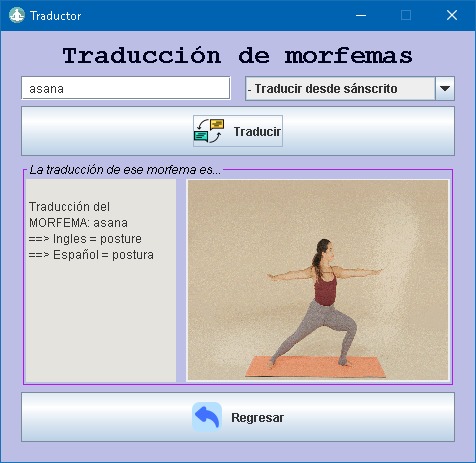 Traductor
Traducción de morfemas
asana
- Traducir desde sánscrito
Traducir
La traducción de ese morfema es...
Traducción del
MORFEMA: asana
==> Ingles = posture
==> Español = postura
Regresar